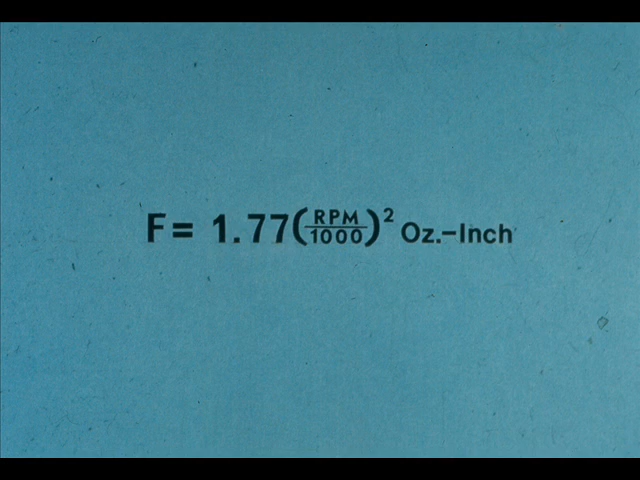 F = 1.77(RPM/1000)² Oz.-Inch